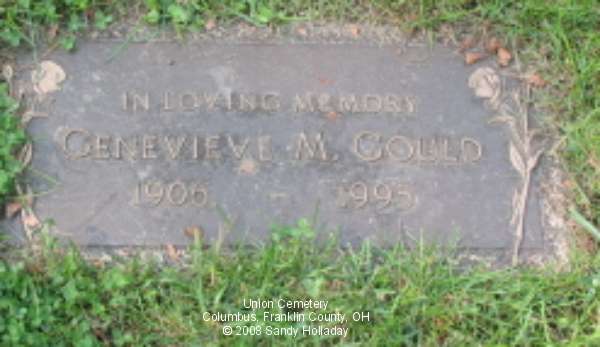 IN LOVING MEMORY
GENEVIEVE M. GOULD
1906 - 1995
Union Cemetery
Columbus, Franklin County, OH
© 2008 Sandy Holladay